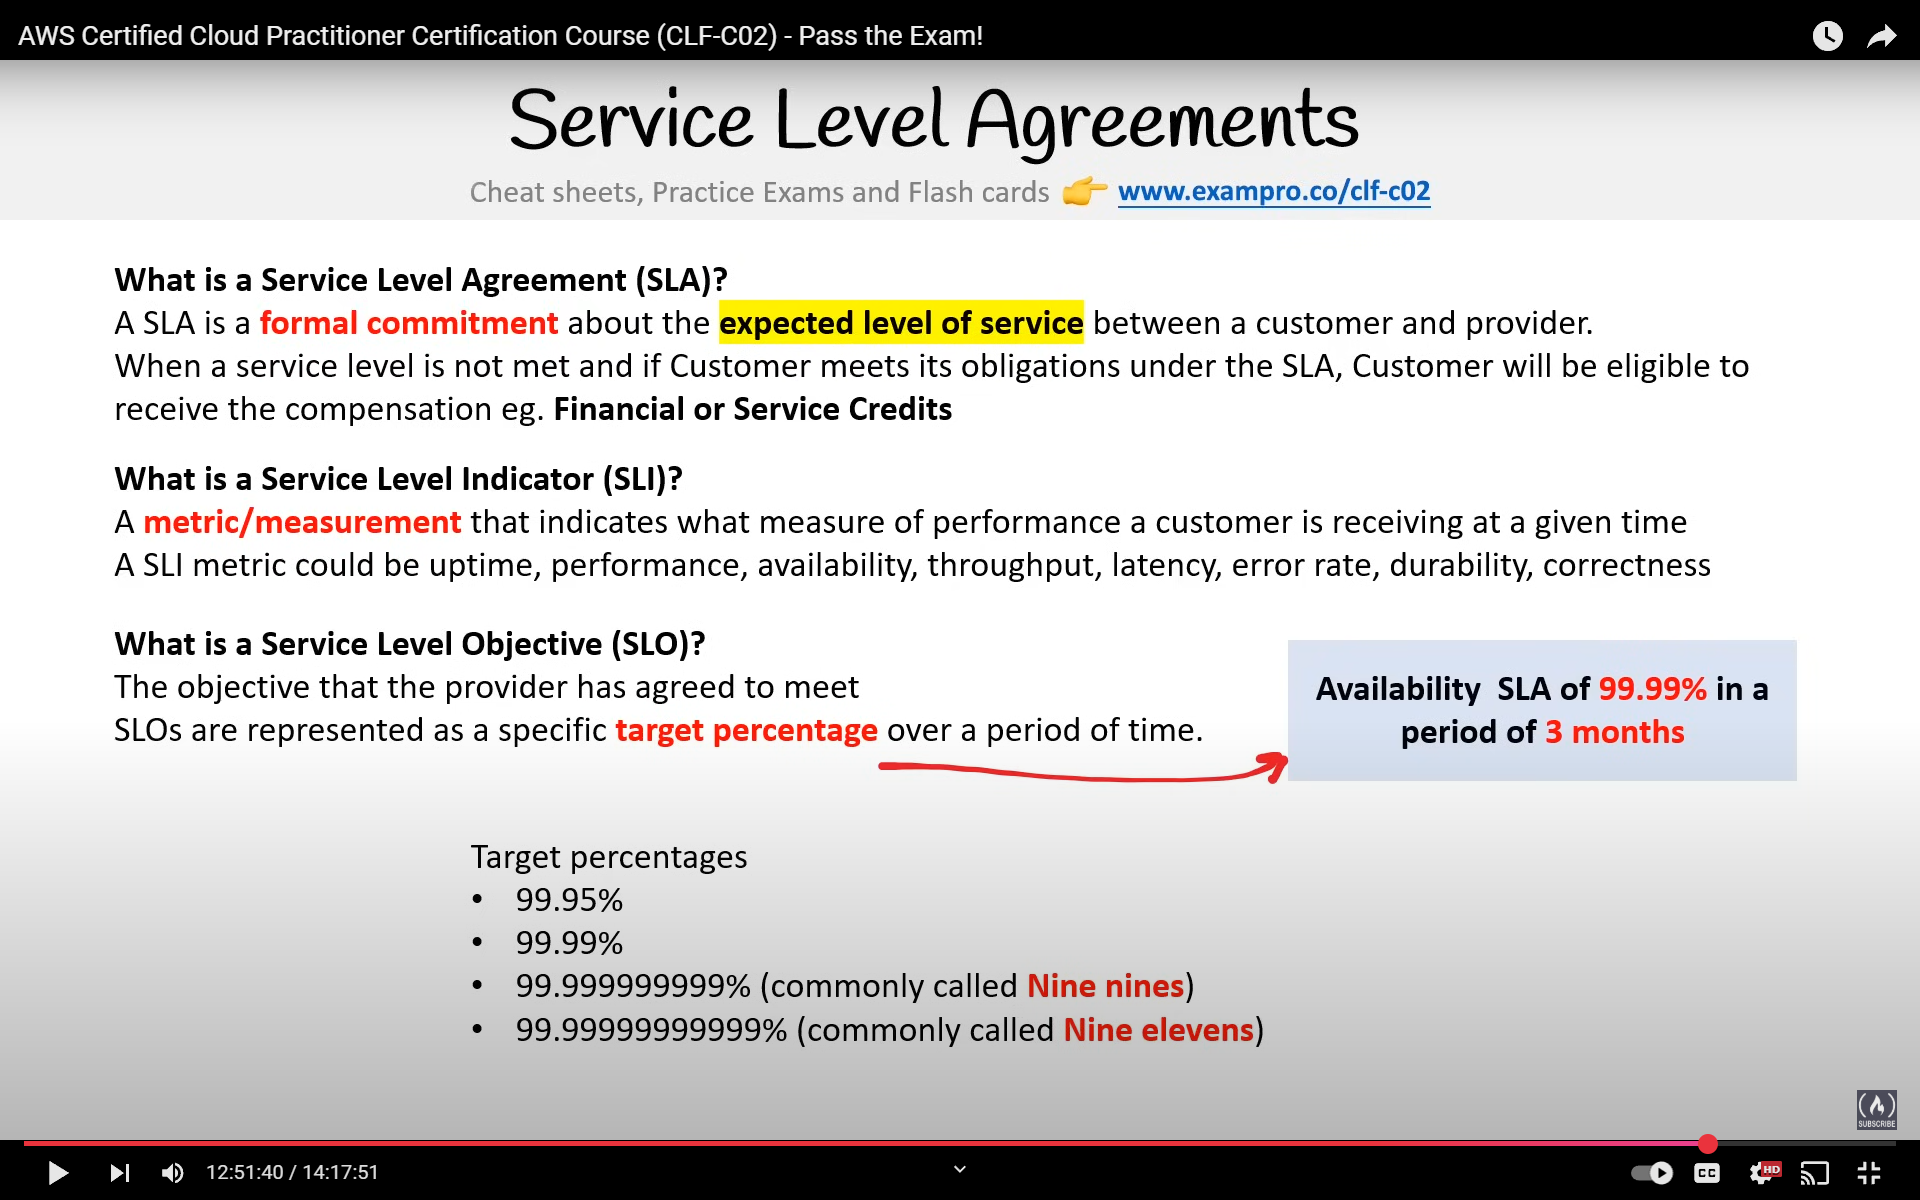 AWS Certified Cloud Practitioner Certification Course (CLF-C02) - Pass the Exam!
Service Level Agreements
Cheat sheets, Practice Exams and Flash cards 👉 www.exampro.co/clf-c02
What is a Service Level Agreement (SLA)?
A SLA is a formal commitment about the expected level of service between a customer and provider.
When a service level is not met and if Customer meets its obligations under the SLA, Customer will be eligible to
receive the compensation eg. Financial or Service Credits
What is a Service Level Indicator (SLI)?
A metric/measurement that indicates what measure of performance a customer is receiving at a given time
A SLI metric could be uptime, performance, availability, throughput, latency, error rate, durability, correctness
What is a Service Level Objective (SLO)?
The objective that the provider has agreed to meet
SLOs are represented as a specific target percentage over a period of time.
Availability SLA of 99.99% in a
period of 3 months
Target percentages
• 99.95%
• 99.99%
• 99.999999999% (commonly called Nine nines)
• 99.99999999999% (commonly called Nine elevens)
SUBSCRIBE
12:51:40 / 14:17:51
CC
HD